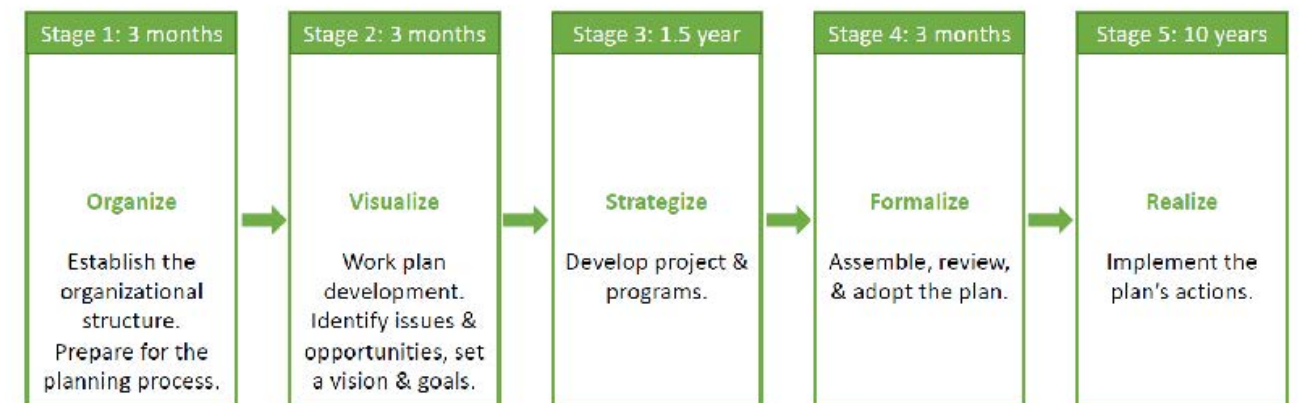 Stage 1: 3 months
Organize
Establish the
organizational
structure.
Prepare for the
planning process.
Stage 2: 3 months
Visualize
Work plan
development.
Identify issues &
opportunities, set
a vision & goals.
Stage 3: 1.5 year
Strategize
Develop project &
programs.
Stage 4: 3 months
Formalize
Assemble, review,
& adopt the plan.
Stage 5: 10 years
Realize
Implement the
plan's actions.